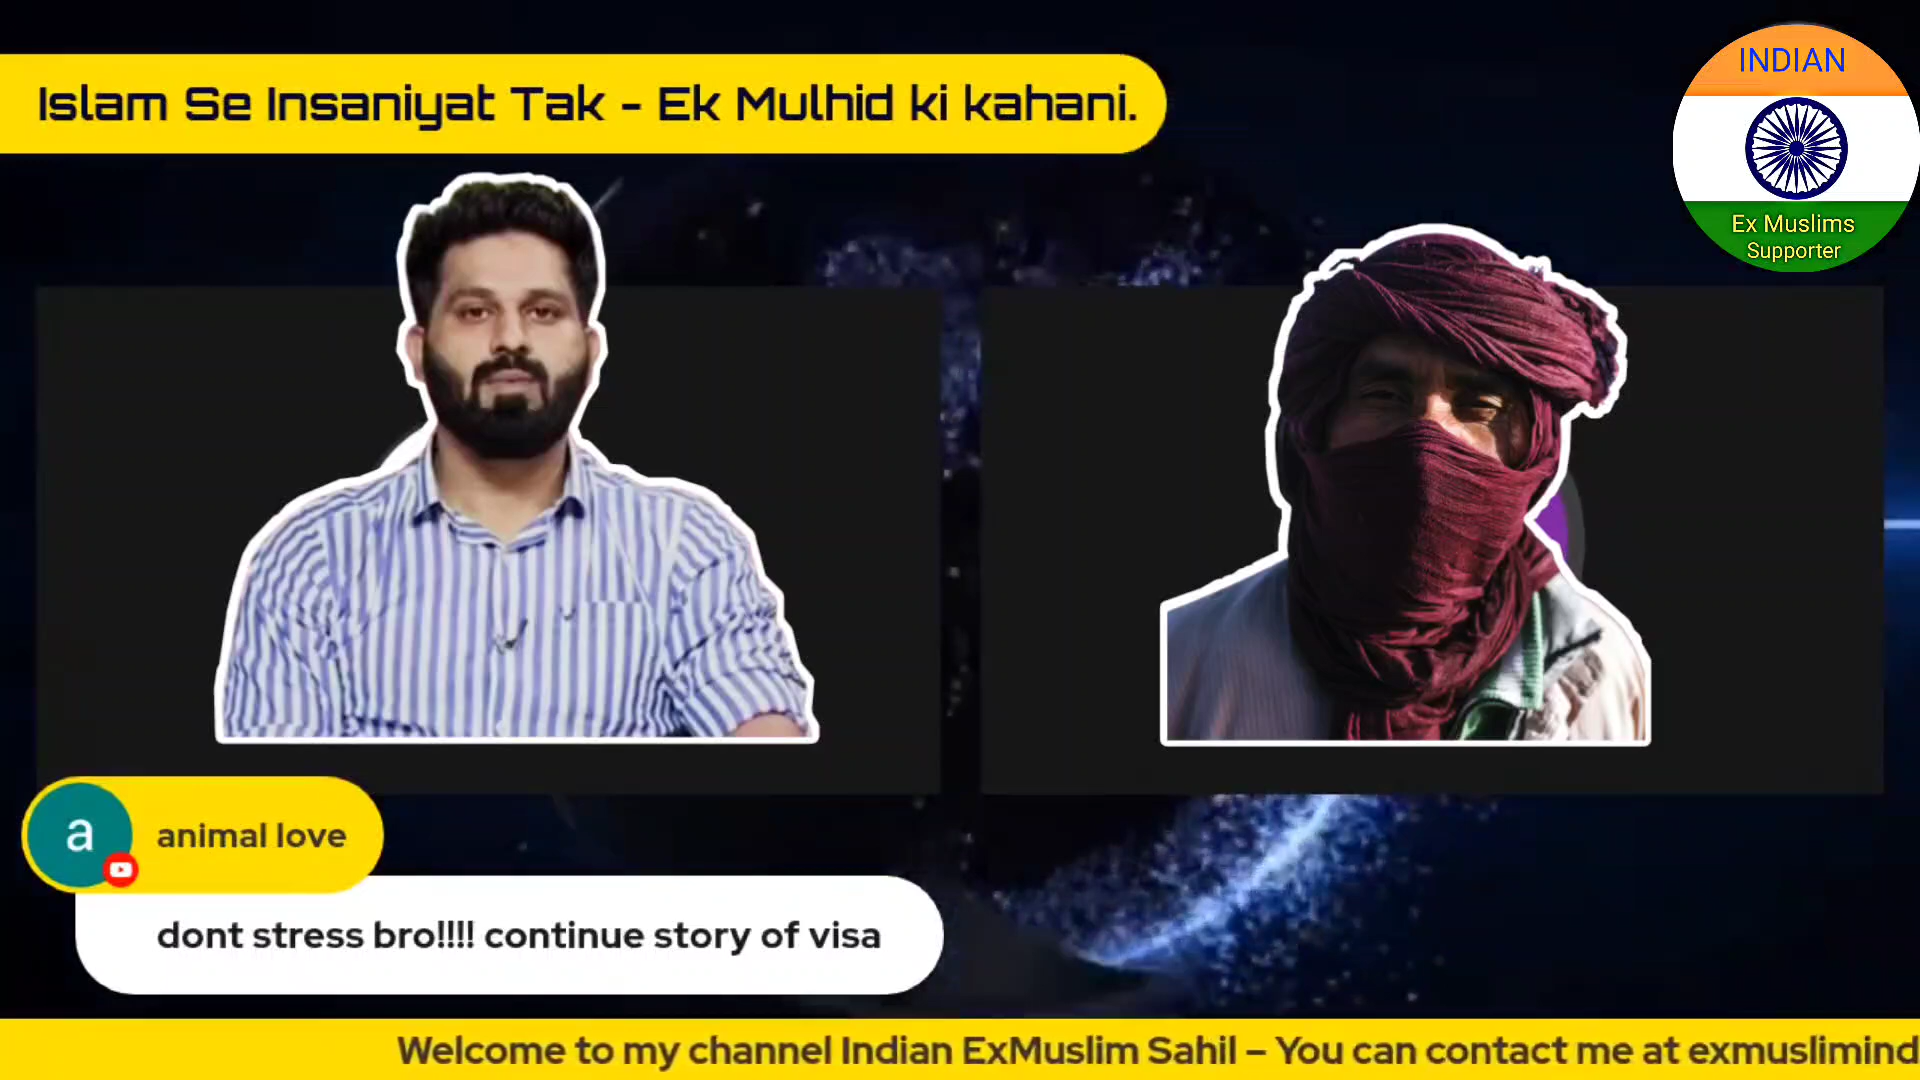 Islam Se Insaniyat Tak - Ek Mulhid ki kahani.
INDIAN
Ex Muslims
Supporter
a
animal love
dont stress bro!!!! continue story of visa
Welcome to my channel Indian ExMuslim Sahil – You can contact me at exmuslimind